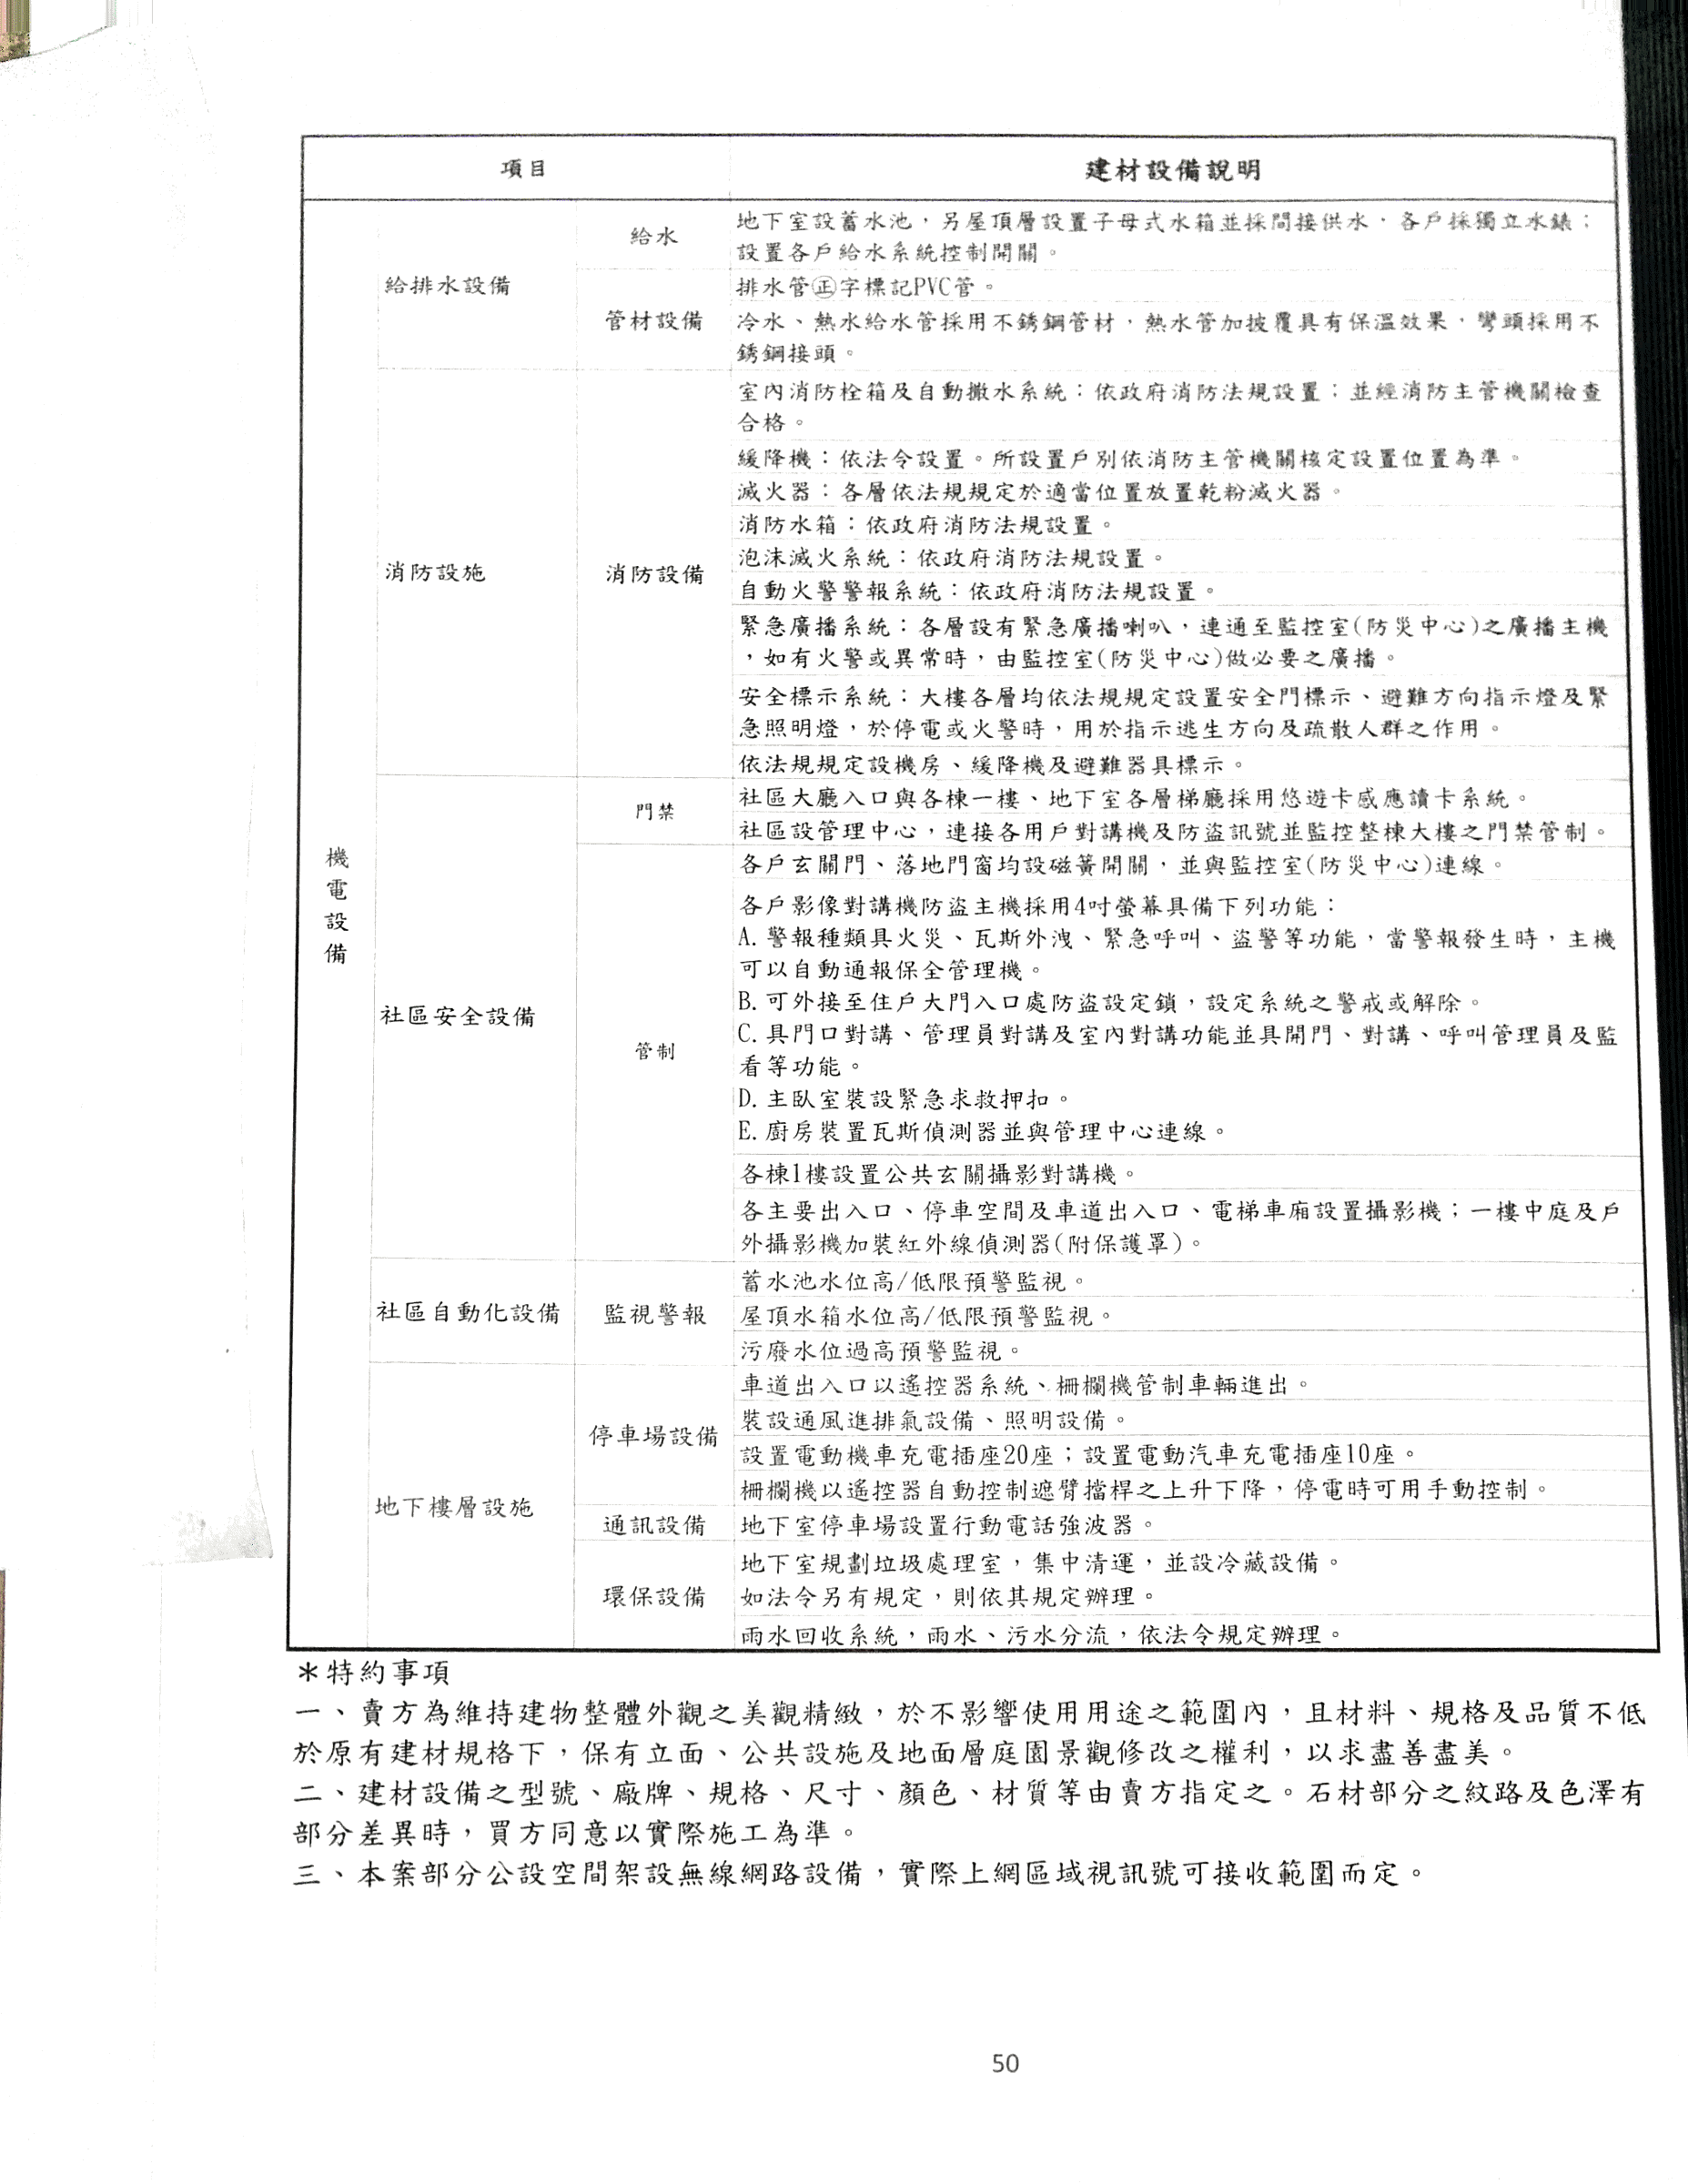 項目
建材設備說明
機電設備
給排水設備
給水
地下室設蓄水池，另屋頂層設置子母式水箱並採間接供水，各戶採獨立水錶；
設置各戶給水系統控制開關。
管材設備
排水管㊣字標記PVC管。
冷水、熱水給水管採用不銹鋼管材，熱水管加披覆具有保溫效果，彎頭採用不
銹鋼接頭。
消防設施
消防設備
室內消防栓箱及自動撒水系統：依政府消防法規設置；並經消防主管機關檢查
合格。
緩降機：依法令設置。所設置戶別依消防主管機關核定設置位置為準。
滅火器：各層依法規規定於適當位置放置乾粉滅火器。
消防水箱：依政府消防法規設置。
泡沫滅火系統：依政府消防法規設置。
自動火警警報系統：依政府消防法規設置。
緊急廣播系統：各層設有緊急廣播喇叭，連通至監控室(防災中心)之廣播主機
，如有火警或異常時，由監控室(防災中心)做必要之廣播。
安全標示系統：大樓各層均依法規規定設置安全門標示、避難方向指示燈及緊
急照明燈，於停電或火警時，用於指示逃生方向及疏散人群之作用。
依法規規定設機房、緩降機及避難器具標示。
社區安全設備
門禁
社區大廳入口與各棟一樓、地下室各層梯廳採用悠遊卡感應讀卡系統。
社區設管理中心，連接各用戶對講機及防盜訊號並監控整棟大樓之門禁管制。
管制
各戶玄關門、落地門窗均設磁簧開關，並與監控室(防災中心)連線。
各戶影像對講機防盜主機採用4吋螢幕具備下列功能：
A.警報種類具火災、瓦斯外洩、緊急呼叫、盜警等功能，當警報發生時，主機
可以自動通報保全管理機。
B.可外接至住戶大門入口處防盜設定鎖，設定系統之警戒或解除。
C.具門口對講、管理員對講及室內對講功能並具開門、對講、呼叫管理員及監
看等功能。
D.主臥室裝設緊急求救押扣。
E.廚房裝置瓦斯偵測器並與管理中心連線。
各棟1樓設置公共玄關攝影對講機。
各主要出入口、停車空間及車道出入口、電梯車廂設置攝影機；一樓中庭及戶
外攝影機加裝紅外線偵測器(附保護罩)。
社區自動化設備
監視警報
蓄水池水位高/低限預警監視。
屋頂水箱水位高/低限預警監視。
污廢水位過高預警監視。
地下樓層設施
停車場設備
車道出入口以遙控器系統、柵欄機管制車輛進出。
裝設通風進排氣設備、照明設備。
設置電動機車充電插座20座；設置電動汽車充電插座10座。
柵欄機以遙控器自動控制遮臂擋桿之上升下降，停電時可用手動控制。
通訊設備
地下室停車場設置行動電話強波器。
環保設備
地下室規劃垃圾處理室，集中清運，並設冷藏設備。
如法令另有規定，則依其規定辦理。
雨水回收系統，雨水、污水分流，依法令規定辦理。
＊特約事項
一、賣方為維持建物整體外觀之美觀精緻，於不影響使用用途之範圍內，且材料、規格及品質不低
於原有建材規格下，保有立面、公共設施及地面層庭園景觀修改之權利，以求盡善盡美。
二、建材設備之型號、廠牌、規格、尺寸、顏色、材質等由賣方指定之。石材部分之紋路及色澤有
部分差異時，買方同意以實際施工為準。
三、本案部分公設空間架設無線網路設備，實際上網區域視訊號可接收範圍而定。
50